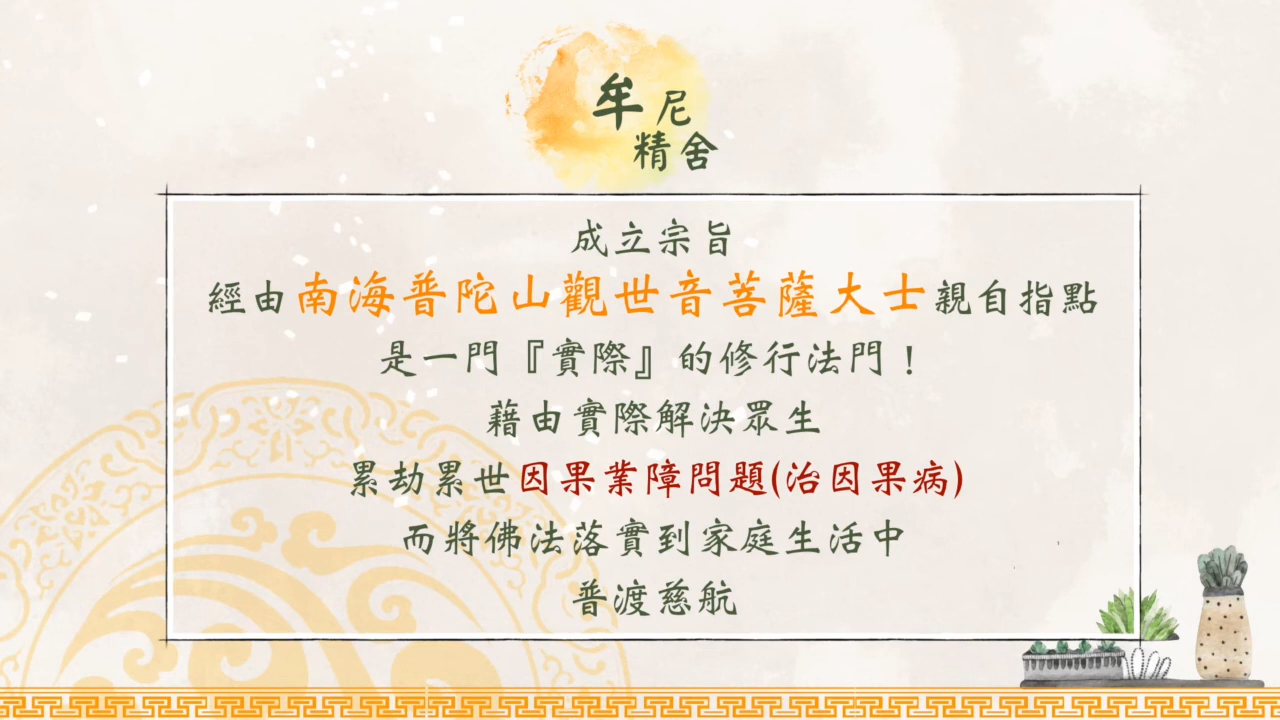 牟尼
精舍
成立宗旨
經由南海普陀山觀世音菩薩大士親自指點
是一門『實際』的修行法門！
藉由實際解決眾生
累劫累世因果業障問題(治因果病)
而將佛法落實到家庭生活中
普渡慈航